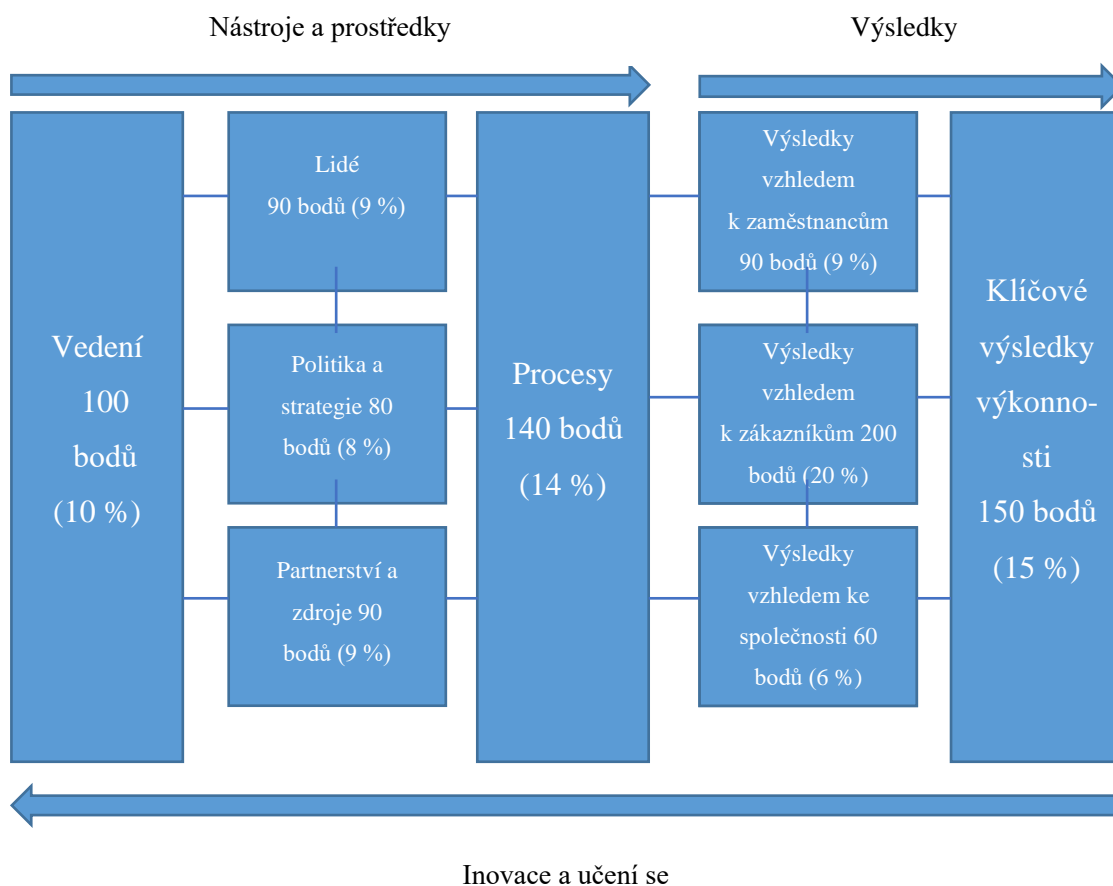 Nástroje a prostředky
Výsledky
Vedení
100
bodů
(10 %)
Lidé
90 bodů (9 %)
Politika a
strategie 80
bodů (8 %)
Partnerství a
zdroje 90
bodů (9 %)
Procesy
140 bodů
(14 %)
Výsledky
vzhledem
k zaměstnancům
90 bodů (9 %)
Výsledky
vzhledem
k zákazníkům 200
bodů (20 %)
Výsledky
vzhledem ke
společnosti 60
bodů (6 %)
Klíčové
výsledky
výkonno-
sti
150 bodů
(15 %)
Inovace a učení se